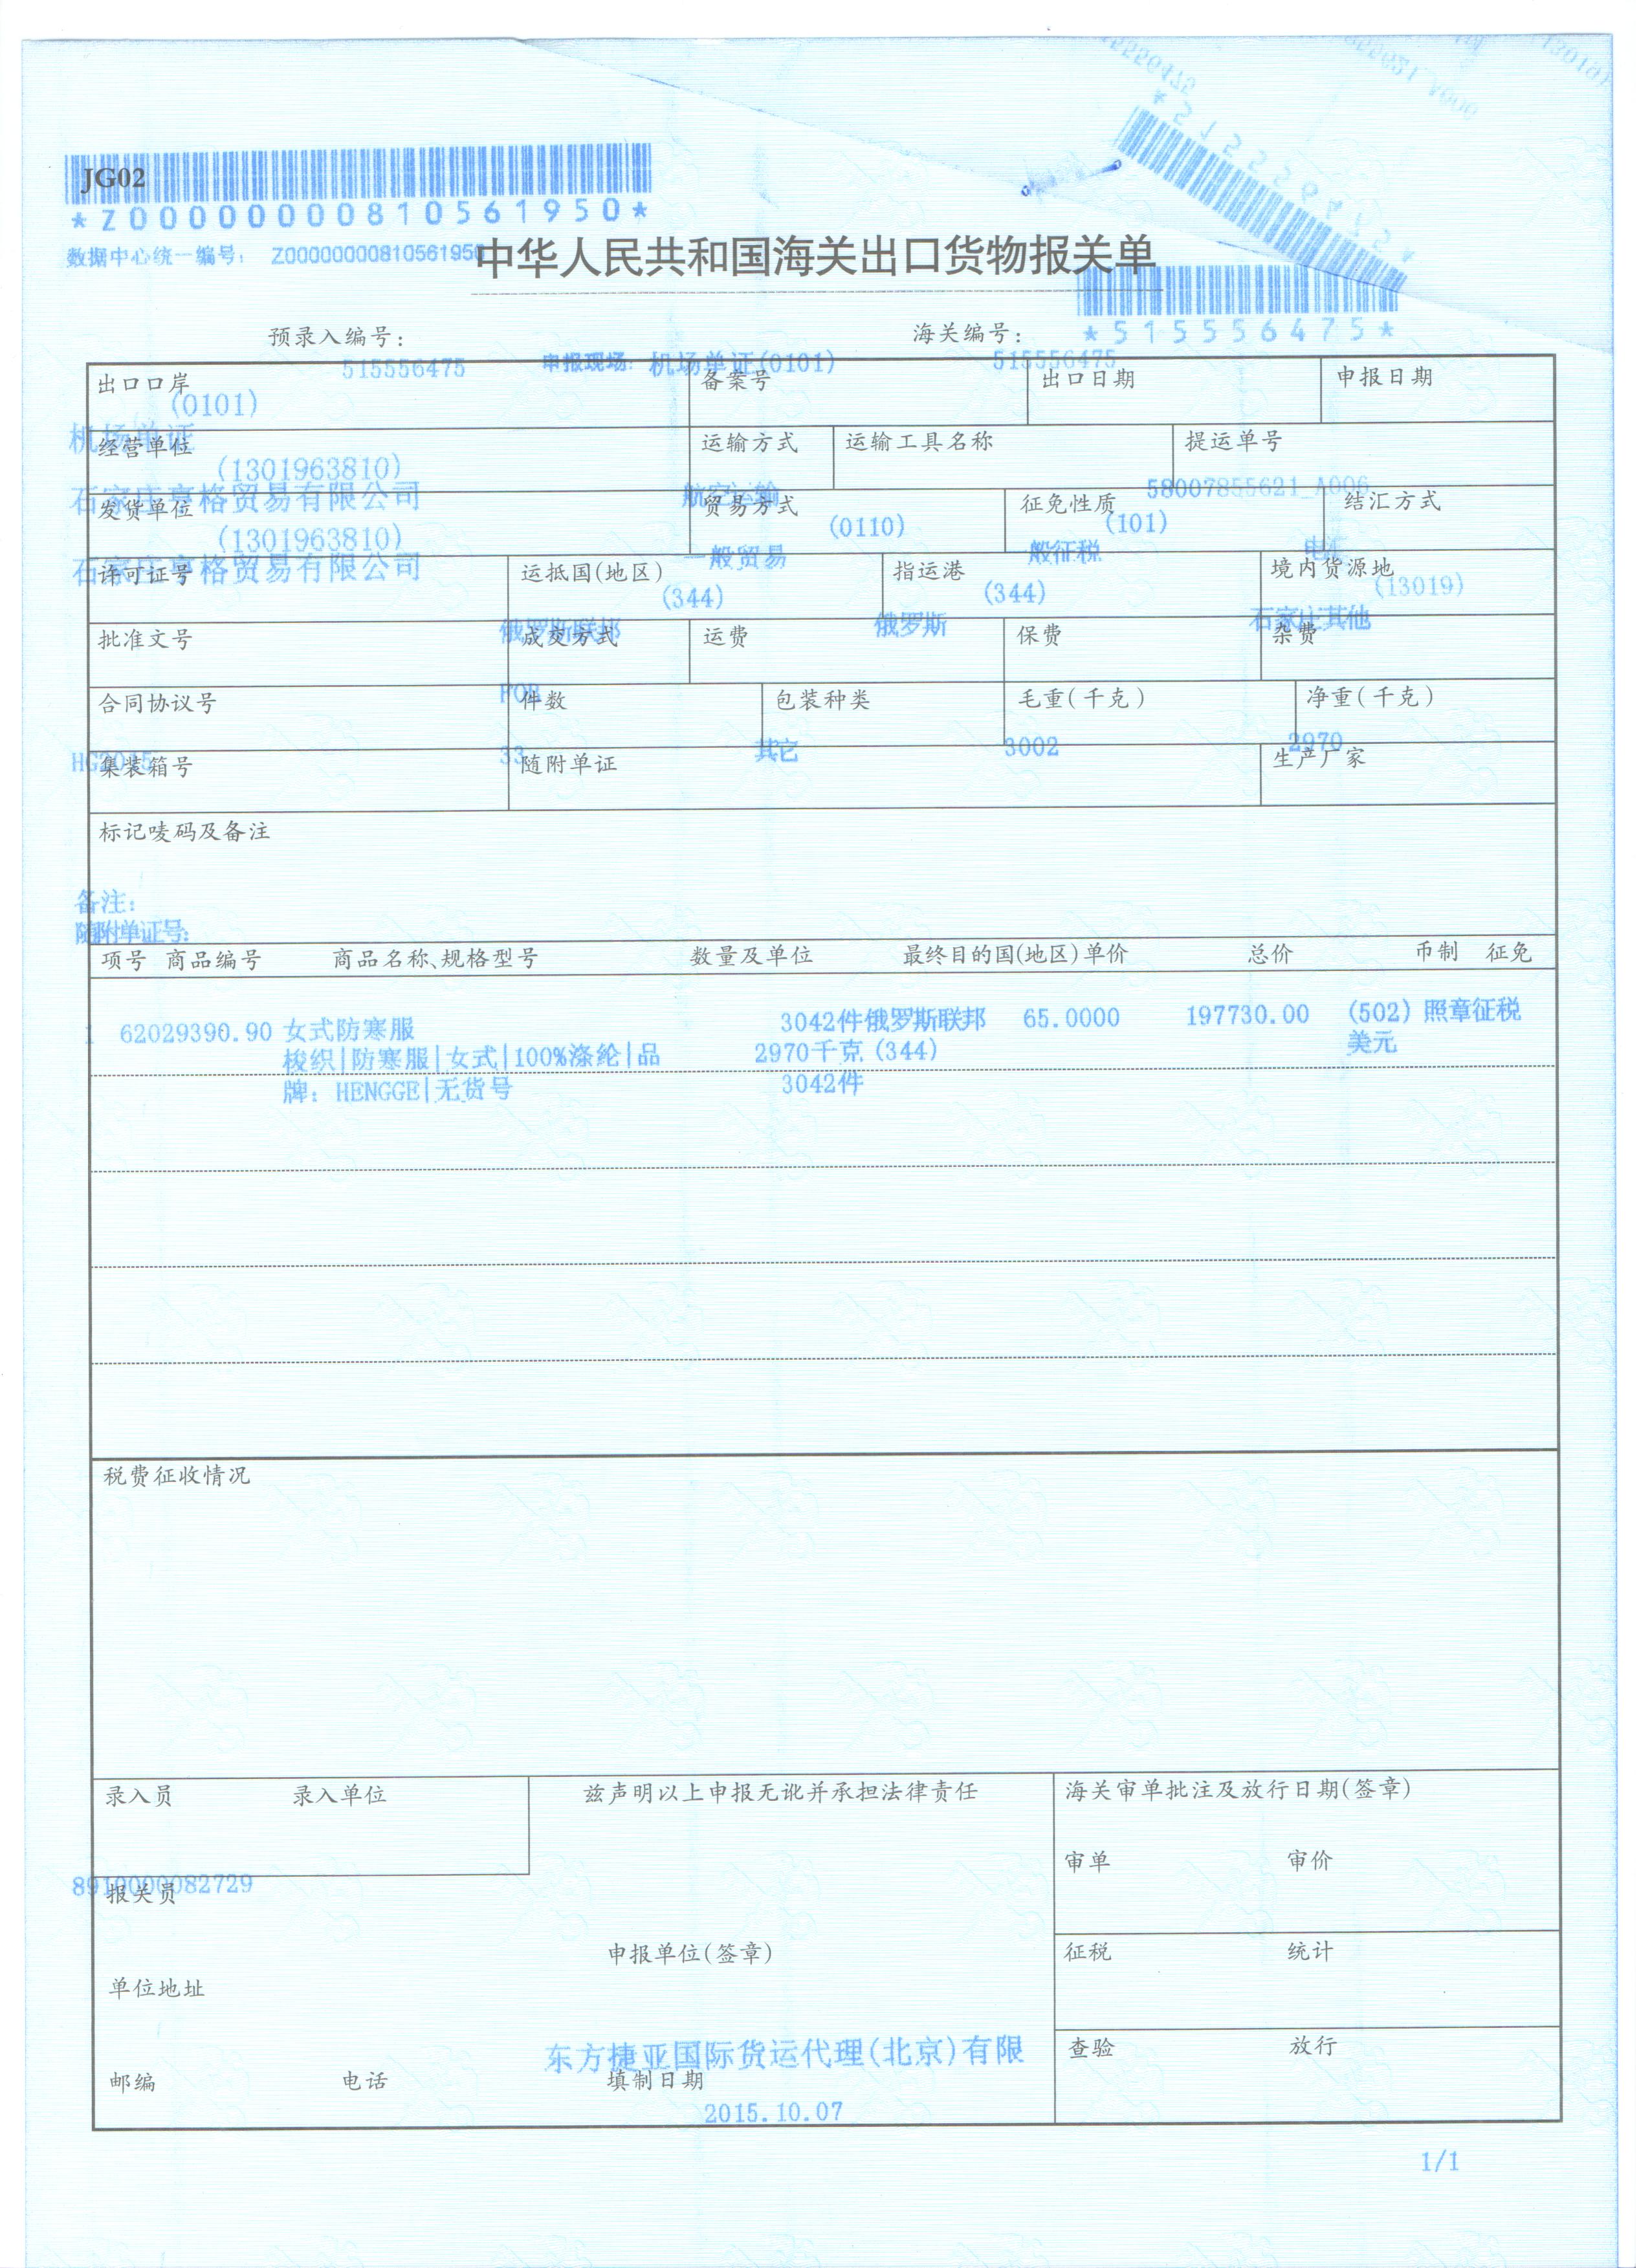 JG02
*Z00000000810561950*
数据中心统一编号: Z00000000810561950
中华人民共和国海关出口货物报关单
*515556475*
预录入编号: 海关编号:
515556475 申报现场: 机场单证(0101) 515556475
出口口岸 备案号 出口日期 申报日期
(0101)
机场单证
经营单位 运输方式 运输工具名称 提运单号
(1301963810)
石家庄亨格贸易有限公司 航空运输 58007855621_A006
发货单位 贸易方式 征免性质 结汇方式
(1301963810) (0110) (101)
石家庄亨格贸易有限公司 一般贸易 般征税
许可证号 运抵国(地区) 指运港 境内货源地
(344) (344) (13019)
俄罗斯联邦 俄罗斯 石家庄其他
批准文号 成交方式 运费 保费 杂费
FOB
合同协议号 件数 包装种类 毛重(千克) 净重(千克)
HG2015 33 其它 3002 2970
集装箱号 随附单证 生产厂家
标记唛码及备注
备注:
随附单证号:
项号 商品编号 商品名称、规格型号 数量及单位 最终目的国(地区)单价 总价 币制 征免
1 62029390.90 女式防寒服 3042件俄罗斯联邦 65.0000 197730.00 (502) 照章征税
梭织|防寒服|女式|100%涤纶|品 2970千克 (344) 美元
牌: HENGGE|无货号 3042件
税费征收情况
录入员 录入单位 兹声明以上申报无讹并承担法律责任 海关审单批注及放行日期(签章)
审单 审价
8910000082729
报关员
申报单位(签章) 征税 统计
单位地址
东方捷亚国际货运代理(北京)有限
查验 放行
邮编 电话 填制日期
2015.10.07
1/1